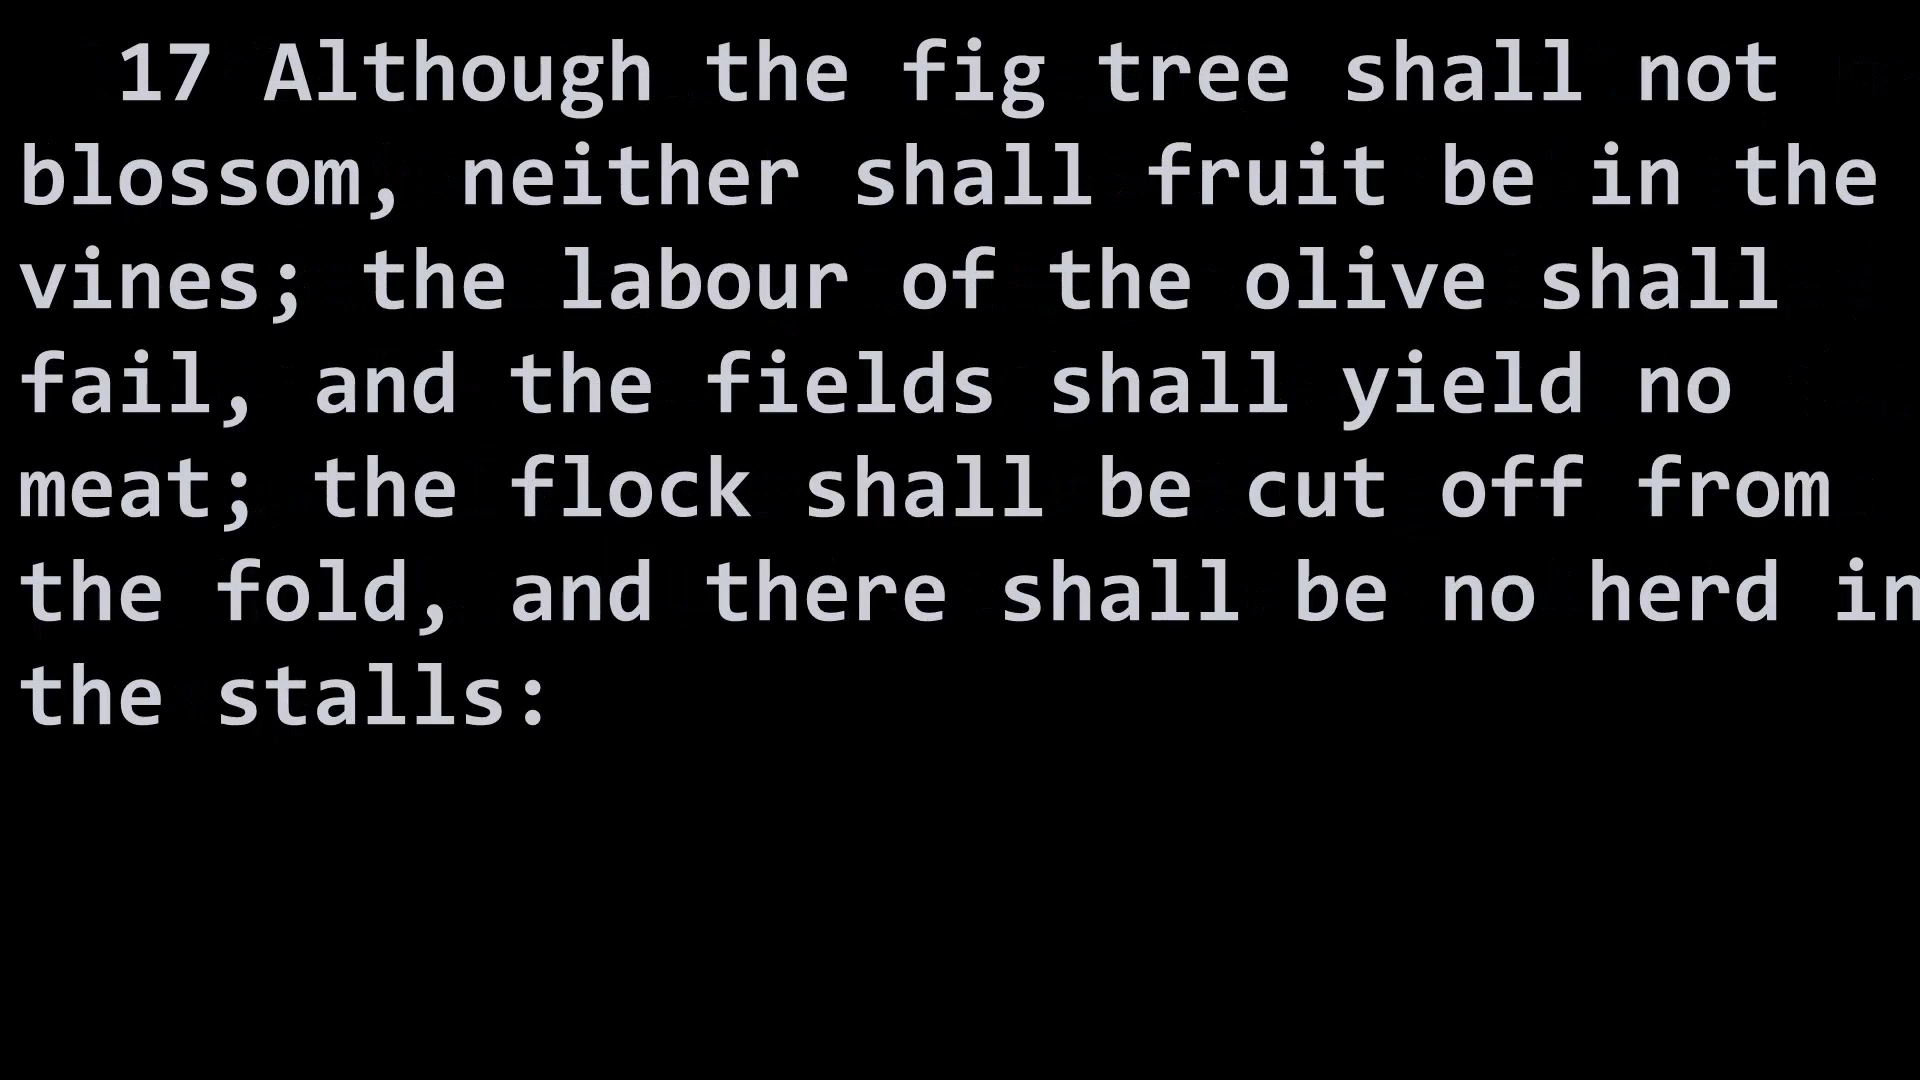 17 Although the fig tree shall not
blossom, neither shall fruit be in the
vines; the labour of the olive shall
fail, and the fields shall yield no
meat; the flock shall be cut off from
the fold, and there shall be no herd in
the stalls: